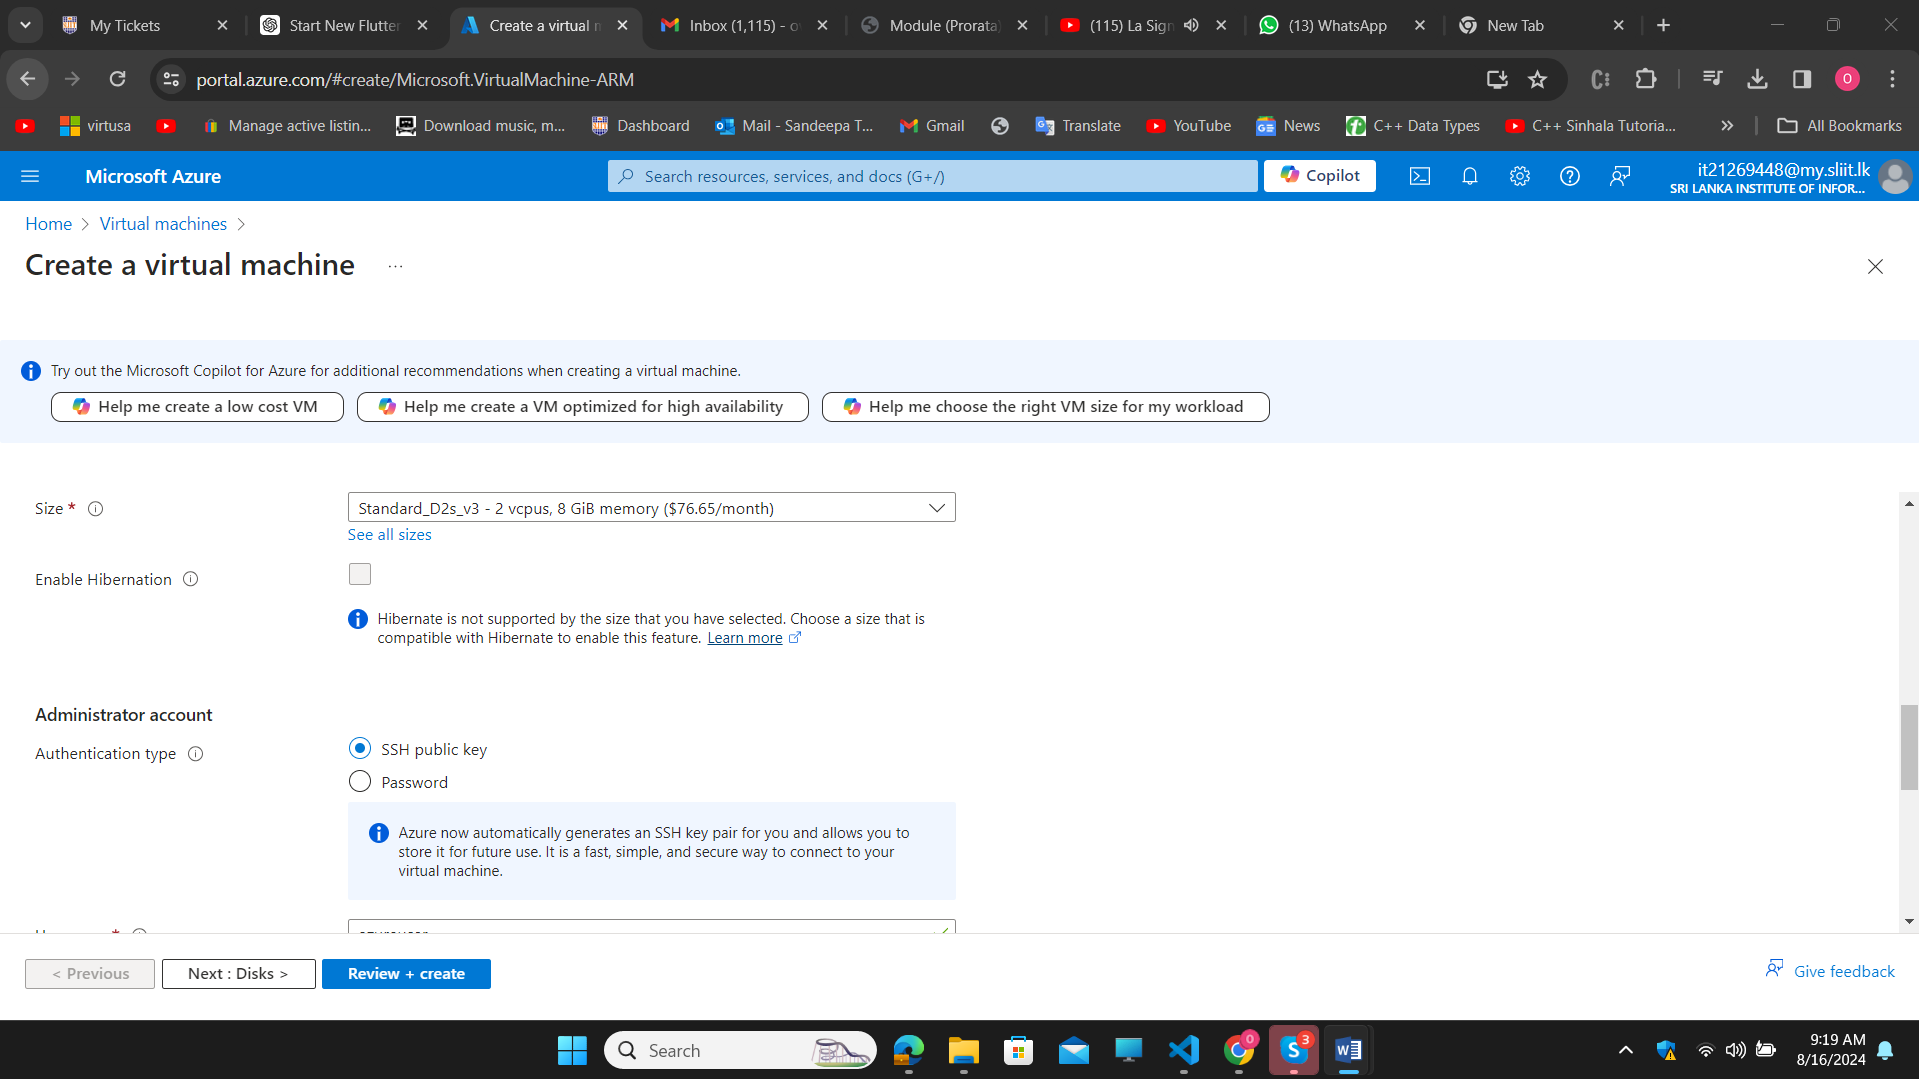 My Tickets
Start New Flutter
Create a virtual m
Inbox (1,115) - o
Module (Prorata)
(115) La Sign
(13) WhatsApp
New Tab
portal.azure.com/#create/Microsoft.VirtualMachine-ARM
O
virtusa
Manage active listin...
Download music, m...
Dashboard
Mail - Sandeepa T...
Gmail
Translate
YouTube
News
C++ Data Types
C++ Sinhala Tutoria...
All Bookmarks
Microsoft Azure
Search resources, services, and docs (G+/)
Copilot
it21269448@my.sliit.lk
SRI LANKA INSTITUTE OF INFOR...
Home > Virtual machines >
Create a virtual machine ...
Try out the Microsoft Copilot for Azure for additional recommendations when creating a virtual machine.
Help me create a low cost VM
Help me create a VM optimized for high availability
Help me choose the right VM size for my workload
Size *
Standard_D2s_v3 - 2 vcpus, 8 GiB memory ($76.65/month)
See all sizes
Enable Hibernation
Hibernate is not supported by the size that you have selected. Choose a size that is
compatible with Hibernate to enable this feature. Learn more
Administrator account
Authentication type
SSH public key
Password
Azure now automatically generates an SSH key pair for you and allows you to
store it for future use. It is a fast, simple, and secure way to connect to your
virtual machine.
< Previous
Next : Disks >
Review + create
Give feedback
Search
3
9:19 AM
8/16/2024